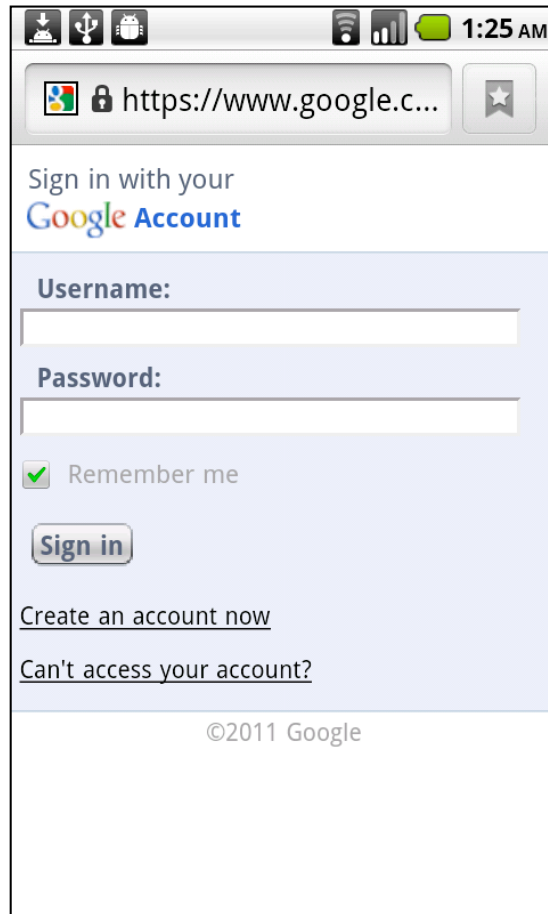 1:25 AM
https://www.google.c...
Sign in with your
Google Account
Username:
Password:
Remember me
Sign in
Create an account now
Can't access your account?
©2011 Google